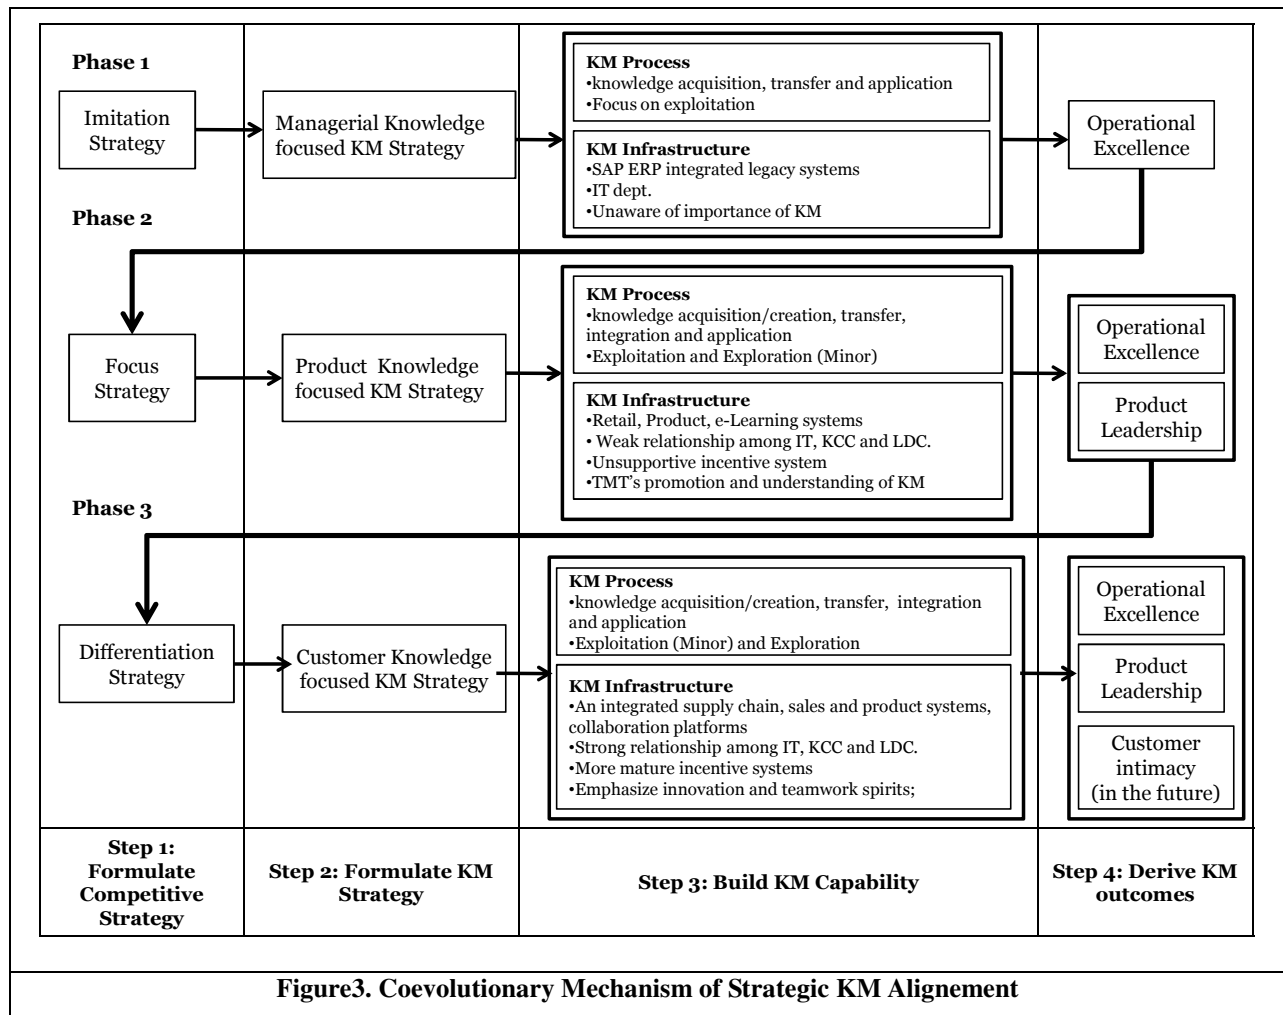 Phase 1
Imitation
Strategy
Managerial Knowledge
focused KM Strategy
KM Process
•knowledge acquisition, transfer and application
•Focus on exploitation
KM Infrastructure
•SAP ERP integrated legacy systems
•IT dept.
•Unaware of importance of KM
Operational
Excellence
Phase 2
Focus
Strategy
Product Knowledge
focused KM Strategy
KM Process
•knowledge acquisition/creation, transfer,
integration and application
•Exploitation and Exploration (Minor)
KM Infrastructure
•Retail, Product, e-Learning systems
• Weak relationship among IT, KCC and LDC.
•Unsupportive incentive system
•TMT's promotion and understanding of KM
Operational
Excellence
Product
Leadership
Phase 3
Differentiation
Strategy
Customer Knowledge
focused KM Strategy
KM Process
•knowledge acquisition/creation, transfer, integration
and application
•Exploitation (Minor) and Exploration
KM Infrastructure
•An integrated supply chain, sales and product systems,
collaboration platforms
•Strong relationship among IT, KCC and LDC.
•More mature incentive systems
•Emphasize innovation and teamwork spirits;
Operational
Excellence
Product
Leadership
Customer
intimacy
(in the future)
Step 1:
Formulate
Competitive
Strategy
Step 2: Formulate KM
Strategy
Step 3: Build KM Capability
Step 4: Derive KM
outcomes
Figure3. Coevolutionary Mechanism of Strategic KM Alignement